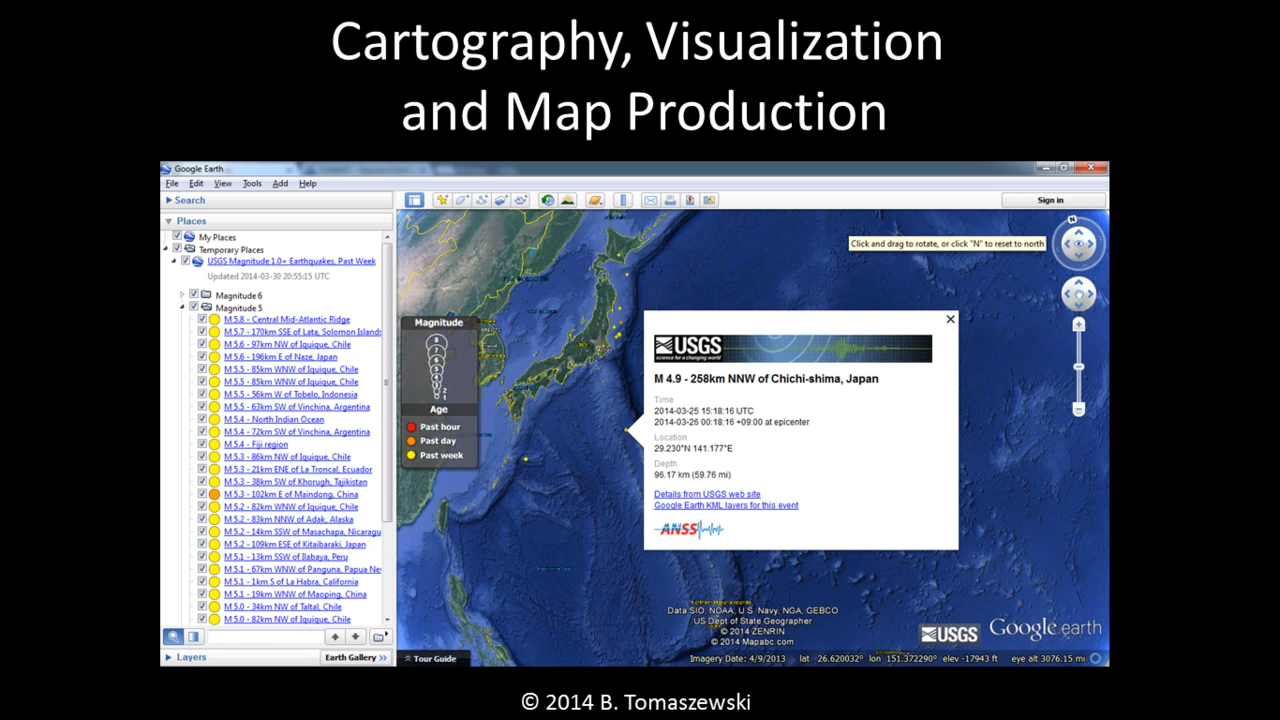 Cartography, Visualization
and Map Production
Google Earth
File Edit View Tools Add Help
Search
Sign in
Places
My Places
Temporary Places
USGS Magnitude 1.0+ Earthquakes, Past Week
Updated 2014-03-30 20:55:15 UTC
Magnitude 6
Magnitude 5
M 5.8 - Central Mid-Atlantic Ridge
M 5.7 - 170km SSE of Lata, Solomon Islands
M 5.6 - 97km NW of Iquique, Chile
M 5.6 - 196km E of Naze, Japan
M 5.5 - 85km WNW of Iquique, Chile
M 5.5 - 85km WNW of Iquique, Chile
M 5.5 - 56km W of Tobelo, Indonesia
M 5.5 - 63km SW of Vinchina, Argentina
M 5.4 - North Indian Ocean
M 5.4 - 72km SW of Vinchina, Argentina
M 5.4 - Fiji region
M 5.3 - 86km NW of Iquique, Chile
M 5.3 - 21km ENE of La Troncal, Ecuador
M 5.3 - 38km SW of Khorugh, Tajikistan
M 5.3 - 102km E of Maindong, China
M 5.2 - 82km WNW of Iquique, Chile
M 5.2 - 83km NNW of Adak, Alaska
M 5.2 - 14km SSW of Masachapa, Nicaragu
M 5.2 - 109km ESE of Kitaibaraki, Japan
M 5.1 - 13km SSW of Ilabaya, Peru
M 5.1 - 67km WNW of Panguna, Papua Ne
M 5.1 - 1km S of La Habra, California
M 5.1 - 19km WNW of Maoping, China
M 5.0 - 34km NW of Taltal, Chile
M 5.0 - 82km NW of Iquique, Chile
Layers
Earth Gallery
Click and drag to rotate, or click "N" to reset to north
N
Magnitude
8
7
6
5
4
3
2
1
Age
Past hour
Past day
Past week
USGS
science for a changing world
M 4.9 - 258km NNW of Chichi-shima, Japan
Time
2014-03-25 15:18:16 UTC
2014-03-26 00:18:16 +09:00 at epicenter
Location
29.230°N 141.177°E
Depth
96.17 km (59.76 mi)
Details from USGS web site
Google Earth KML layers for this event
ANSS
Data SIO, NOAA, U.S. Navy, NGA, GEBCO
US Dept of State Geographer
© 2014 ZENRIN
© 2014 Mapabc.com
USGS
Google earth
Tour Guide
Imagery Date: 4/9/2013 lat 26.620032° lon 151.372290° elev -17943 ft eye alt 3076.15 mi
© 2014 B. Tomaszewski